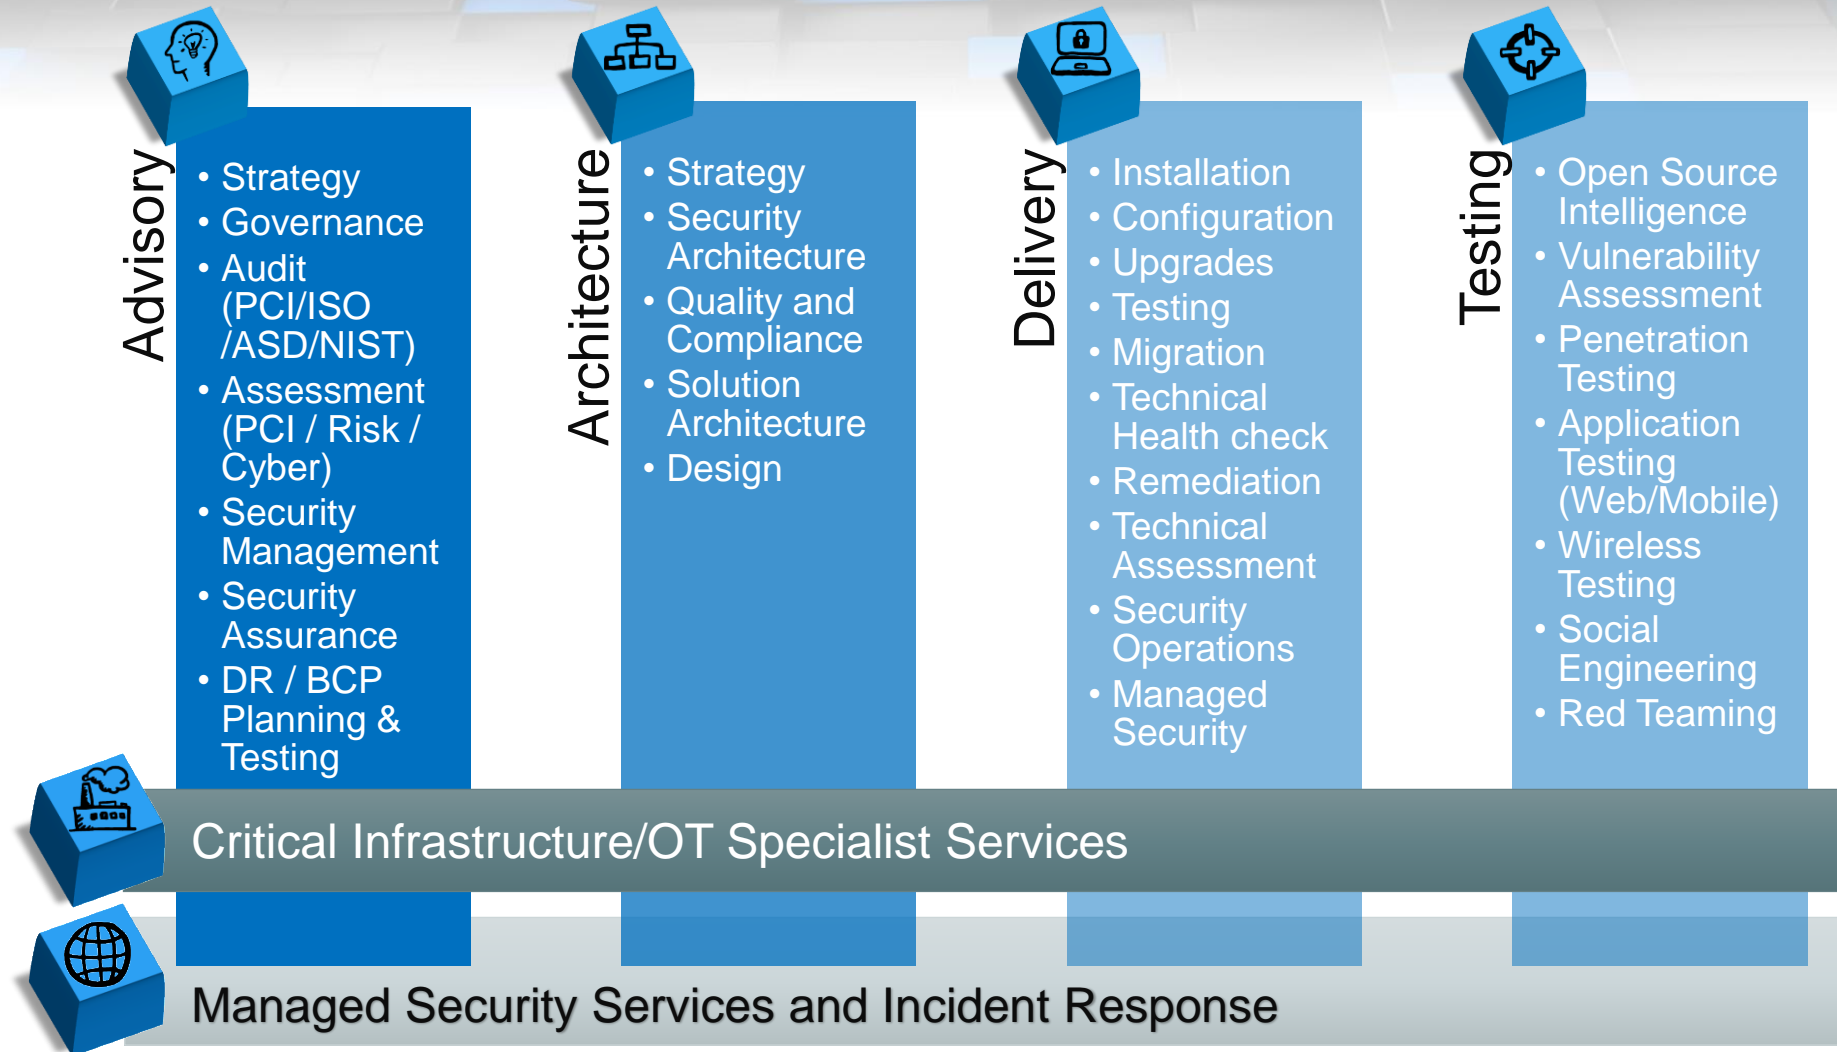 Advisory
• Strategy
• Governance
• Audit
(PCI/ISO
/ASD/NIST)
• Assessment
(PCI / Risk /
Cyber)
• Security
Management
• Security
Assurance
• DR / BCP
Planning &
Testing
Architecture
• Strategy
• Security
Architecture
• Quality and
Compliance
• Solution
Architecture
• Design
Delivery
• Installation
• Configuration
• Upgrades
• Testing
• Migration
• Technical
Health check
• Remediation
• Technical
Assessment
• Security
Operations
• Managed
Security
Testing
• Open Source
Intelligence
• Vulnerability
Assessment
• Penetration
Testing
• Application
Testing
(Web/Mobile)
• Wireless
Testing
• Social
Engineering
• Red Teaming
Critical Infrastructure/OT Specialist Services
Managed Security Services and Incident Response